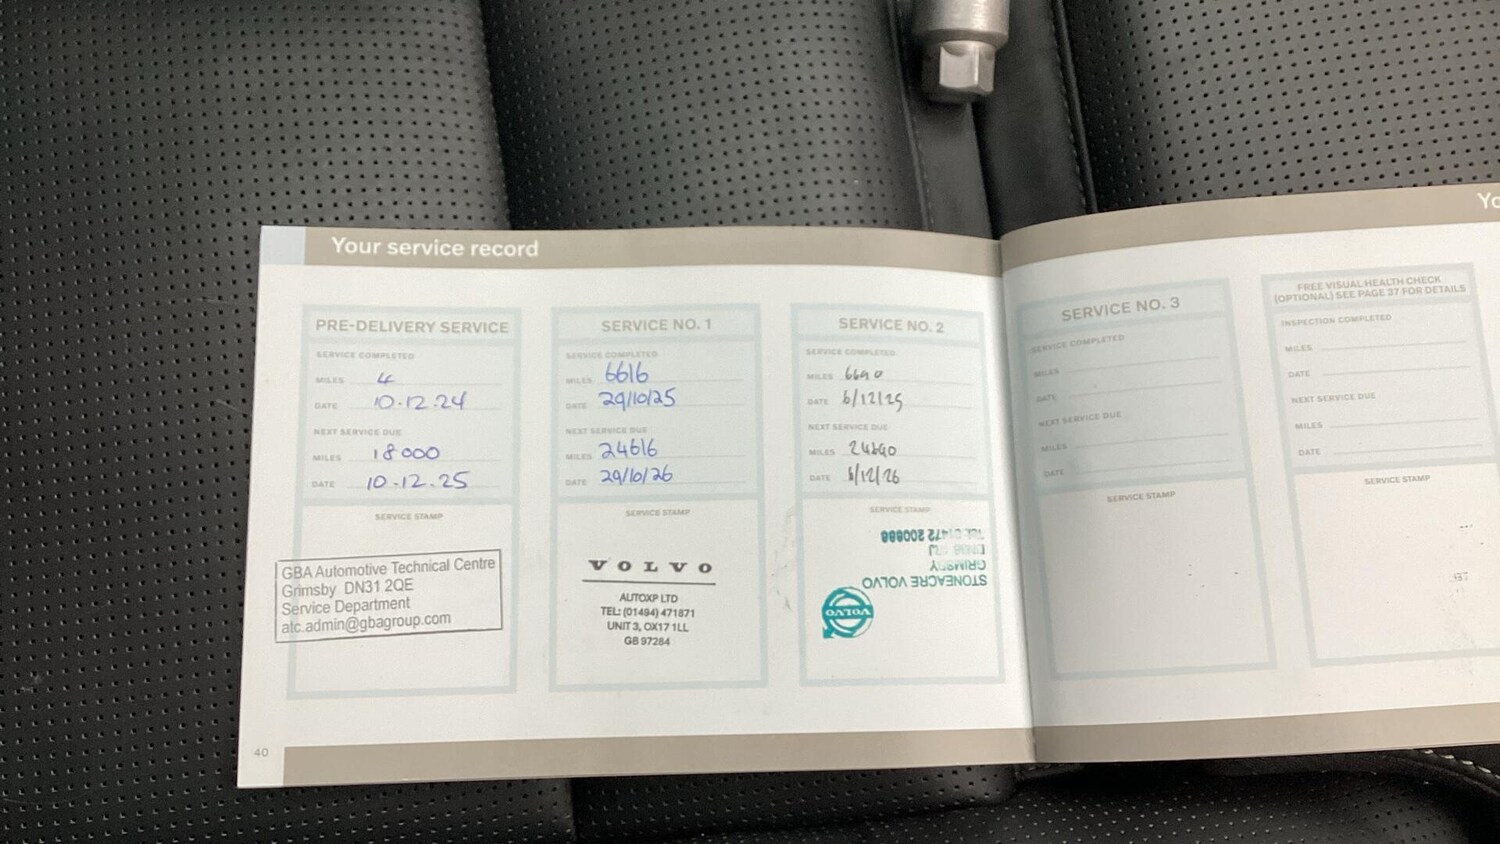 Your service record
Yo
PRE-DELIVERY SERVICE
SERVICE COMPLETED
MILES 4
DATE 10.12.24
NEXT SERVICE DUE
MILES 18000
DATE 10.12.25
SERVICE STAMP
GBA Automotive Technical Centre
Grimsby DN31 2QE
Service Department
atc.admin@gbagroup.com
SERVICE NO. 1
SERVICE COMPLETED
MILES 6616
DATE 29/10/25
NEXT SERVICE DUE
MILES 24616
DATE 29/10/26
SERVICE STAMP
VOLVO
AUTOXP LTD
TEL: (01494) 471871
UNIT 3, OX17 1LL
GB 97284
SERVICE NO. 2
SERVICE COMPLETED
MILES 6690
DATE 6/12/25
NEXT SERVICE DUE
MILES 24690
DATE 6/12/26
SERVICE STAMP
STONEACRE VOLVO
GRIMSBY
VOLVO
SERVICE NO. 3
SERVICE COMPLETED
MILES
DATE
NEXT SERVICE DUE
MILES
DATE
SERVICE STAMP
FREE VISUAL HEALTH CHECK
(OPTIONAL) SEE PAGE 37 FOR DETAILS
INSPECTION COMPLETED
MILES
DATE
NEXT SERVICE DUE
MILES
DATE
SERVICE STAMP
40